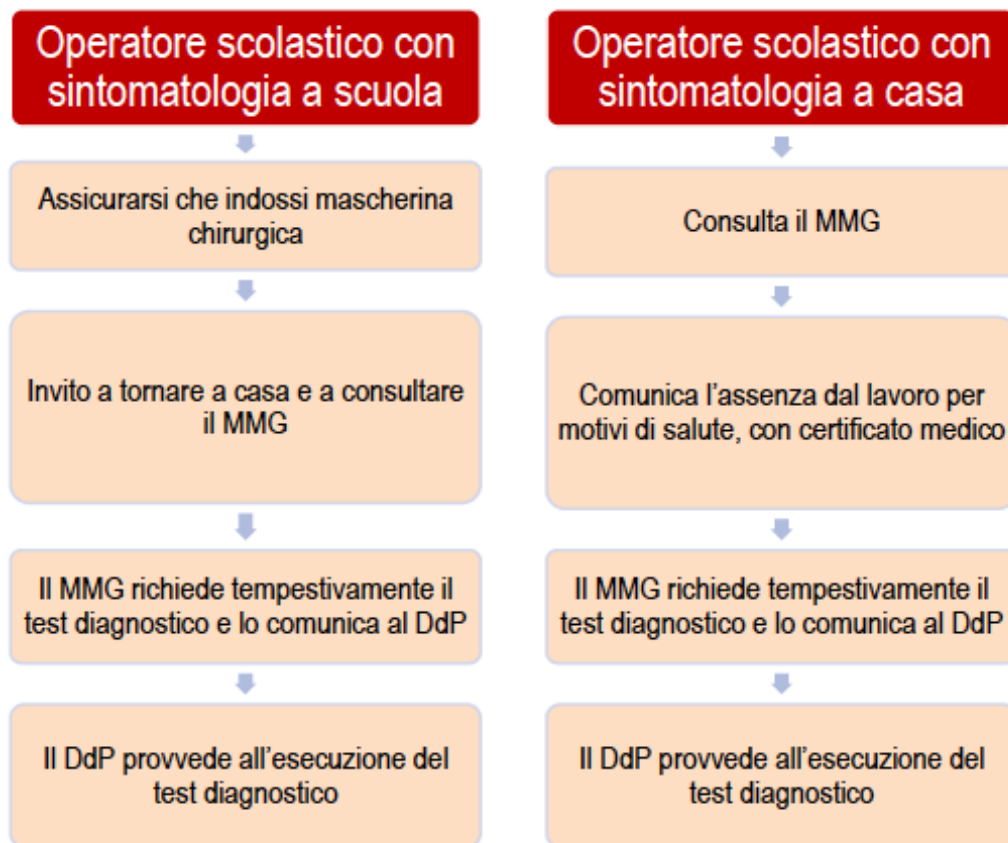 Operatore scolastico con
sintomatologia a scuola
Assicurarsi che indossi mascherina
chirurgica
Invito a tornare a casa e a consultare
il MMG
Il MMG richiede tempestivamente il
test diagnostico e lo comunica al DdP
Il DdP provvede all’esecuzione del
test diagnostico
Operatore scolastico con
sintomatologia a casa
Consulta il MMG
Comunica l’assenza dal lavoro per
motivi di salute, con certificato medico
Il MMG richiede tempestivamente il
test diagnostico e lo comunica al DdP
Il DdP provvede all’esecuzione del
test diagnostico